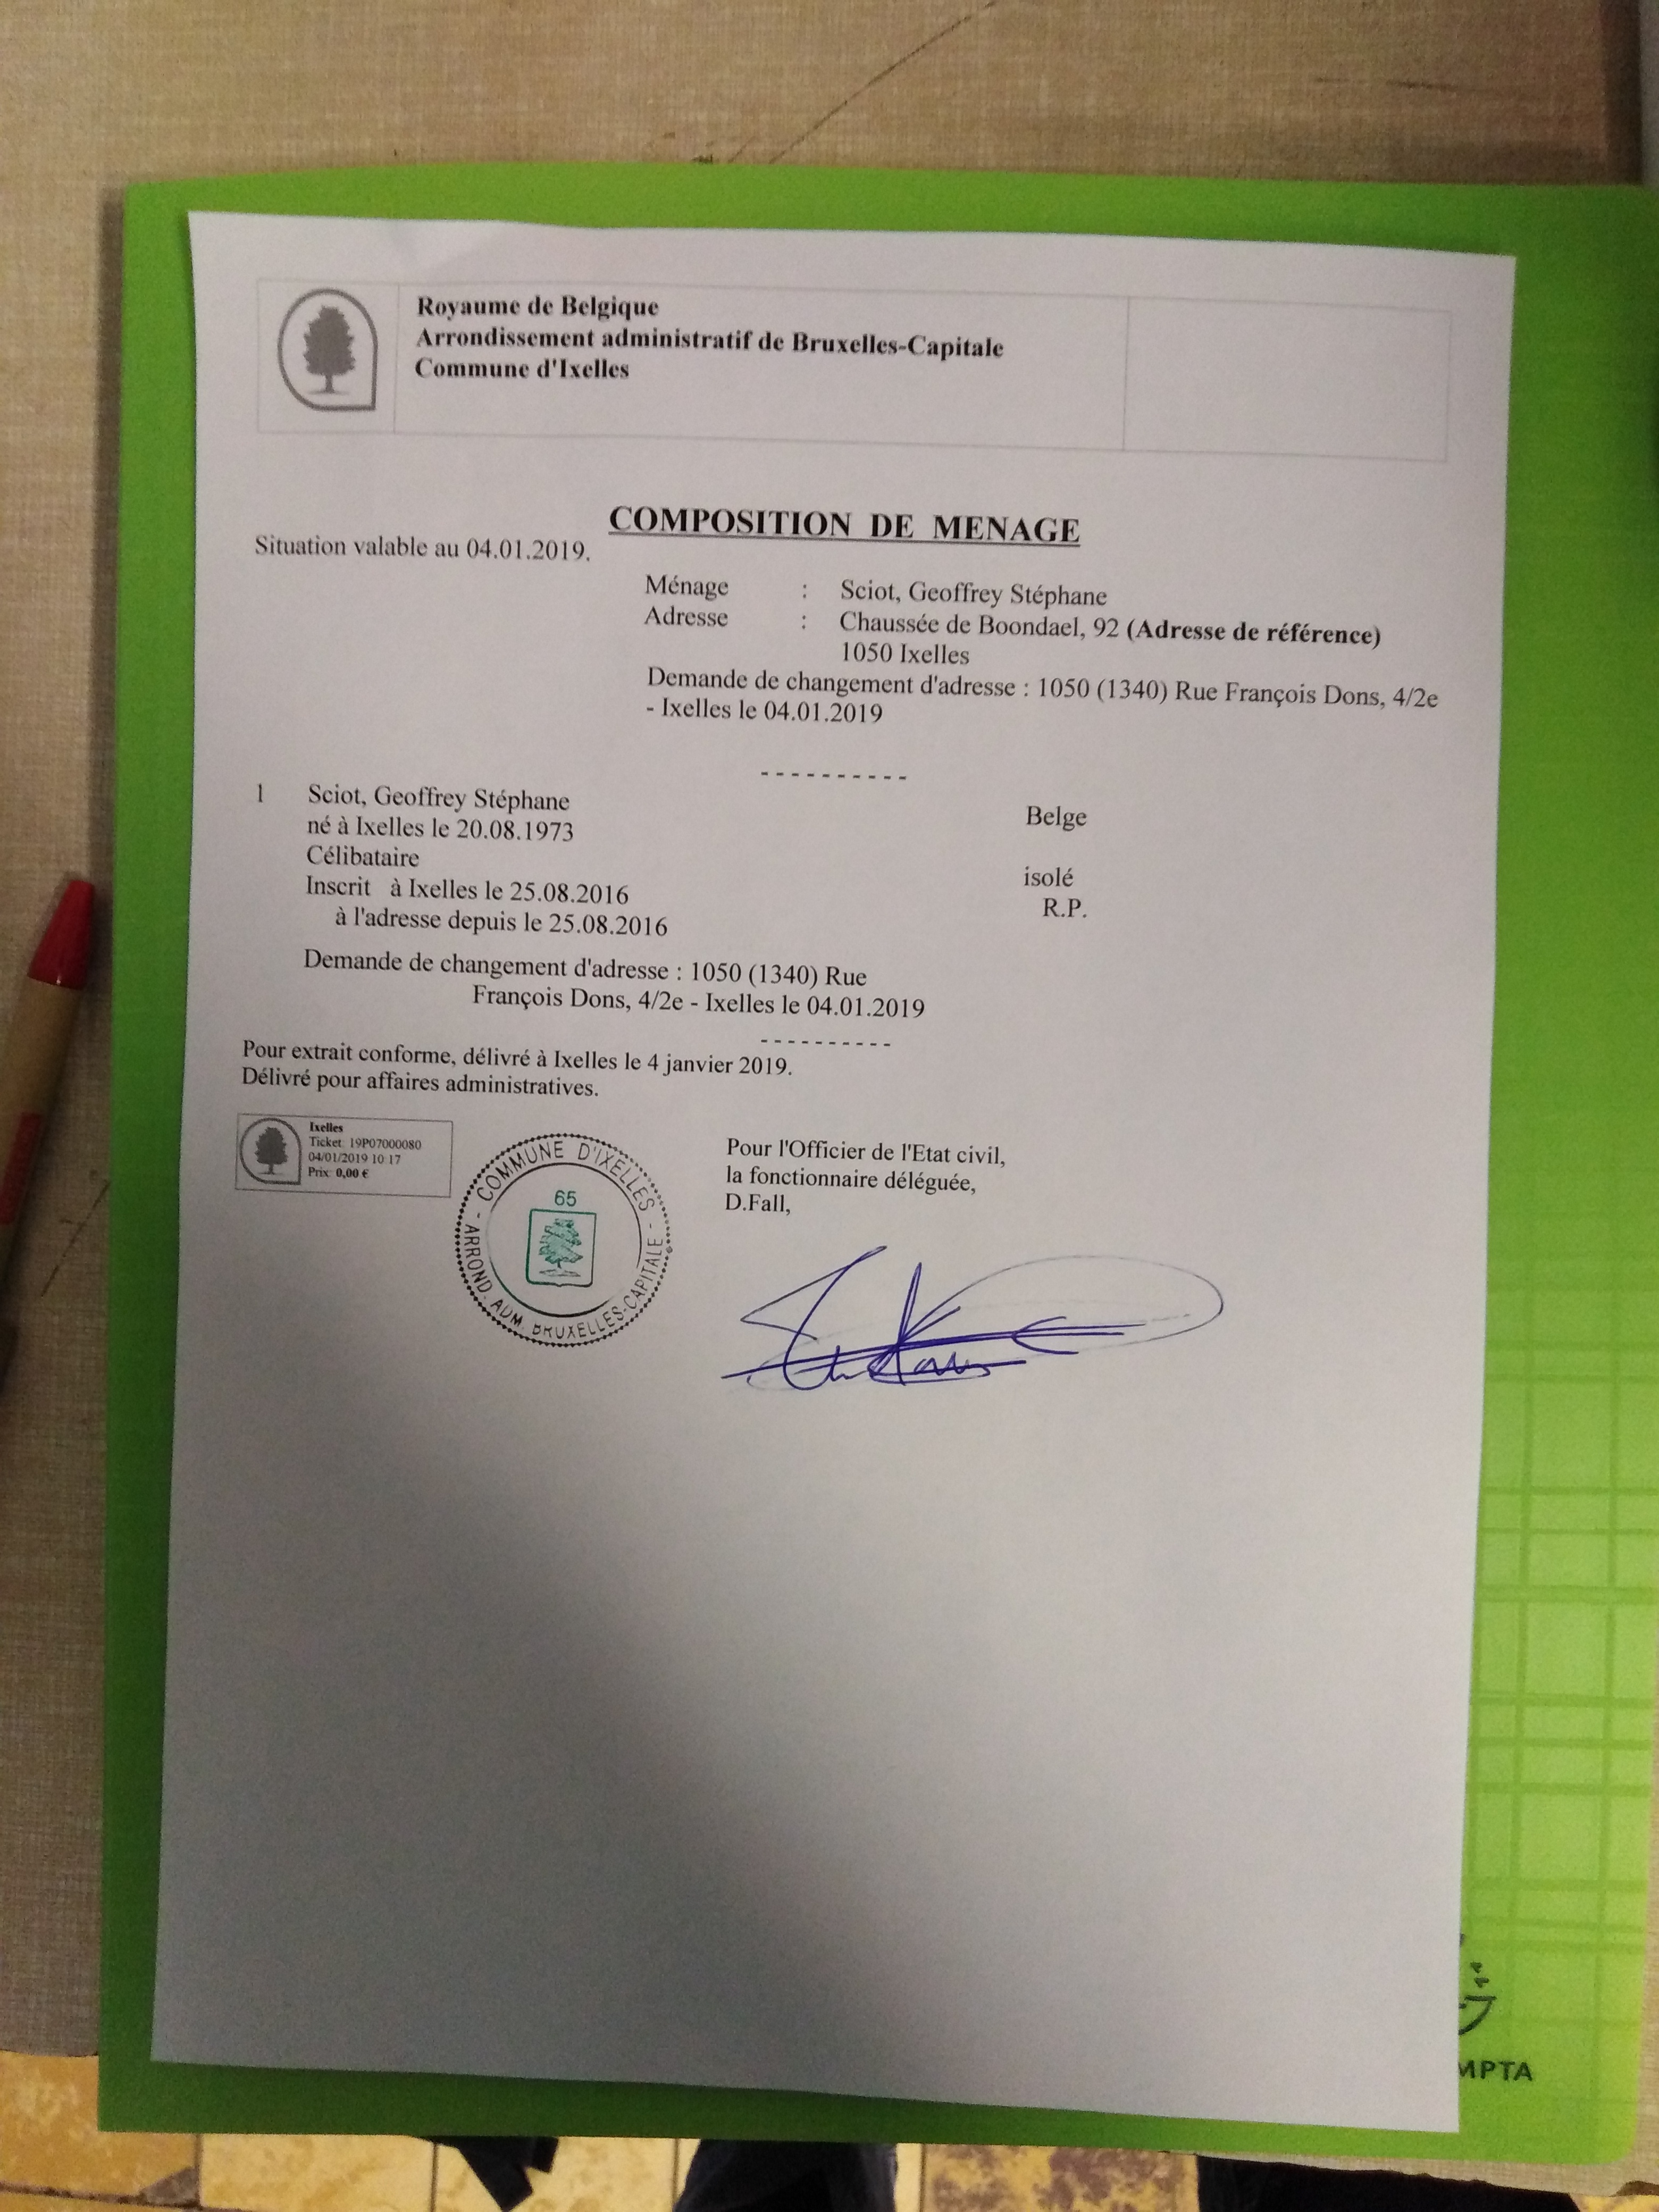 Royaume de Belgique
Arrondissement administratif de Bruxelles-Capitale
Commune d'Ixelles
COMPOSITION DE MENAGE
Situation valable au 04.01.2019.
Ménage : Sciot, Geoffrey Stéphane
Adresse : Chaussée de Boondael, 92 (Adresse de référence)
1050 Ixelles
Demande de changement d'adresse : 1050 (1340) Rue François Dons, 4/2e
- Ixelles le 04.01.2019
----------
1 Sciot, Geoffrey Stéphane Belge
né à Ixelles le 20.08.1973
Célibataire isolé
Inscrit à Ixelles le 25.08.2016 R.P.
à l'adresse depuis le 25.08.2016
Demande de changement d'adresse : 1050 (1340) Rue
François Dons, 4/2e - Ixelles le 04.01.2019
----------
Pour extrait conforme, délivré à Ixelles le 4 janvier 2019.
Délivré pour affaires administratives.
Ixelles
Ticket: 19P07000080
04/01/2019 10:17
Prix: 0,00 €
- COMMUNE D'IXELLES -
65
ARROND. ADM. BRUXELLES-CAPITALE
Pour l'Officier de l'Etat civil,
la fonctionnaire déléguée,
D.Fall,
MPTA